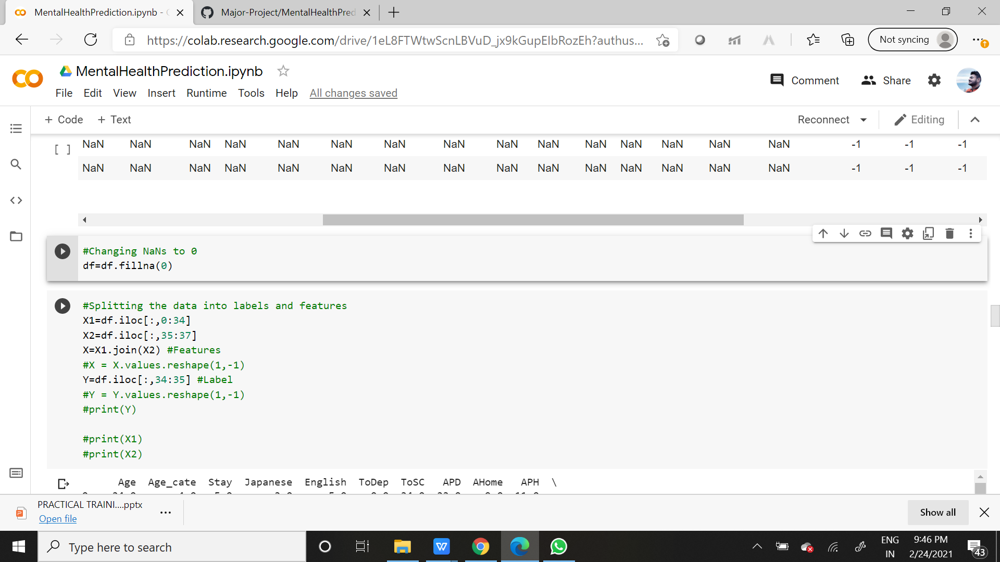 MentalHealthPrediction.ipynb -
Major-Project/MentalHealthPred
https://colab.research.google.com/drive/1eL8FTWtwScnLBVuD_jx9kGupEIbRozEh?authus...
Not syncing
MentalHealthPrediction.ipynb
Comment
Share
File Edit View Insert Runtime Tools Help All changes saved
+ Code + Text
Reconnect
Editing
[ ]
NaN NaN NaN NaN NaN NaN NaN NaN NaN NaN NaN NaN NaN NaN NaN -1 -1 -1
NaN NaN NaN NaN NaN NaN NaN NaN NaN NaN NaN NaN NaN NaN NaN -1 -1 -1
#Changing NaNs to 0
df=df.fillna(0)
#Splitting the data into labels and features
X1=df.iloc[:,0:34]
X2=df.iloc[:,35:37]
X=X1.join(X2) #Features
#X = X.values.reshape(1,-1)
Y=df.iloc[:,34:35] #Label
#Y = Y.values.reshape(1,-1)
#print(Y)
#print(X1)
#print(X2)
Age Age_cate Stay Japanese English ToDep ToSC APD AHome APH \
PRACTICAL TRAINI....pptx
Open file
Show all
Type here to search
ENG
IN
9:46 PM
2/24/2021
43